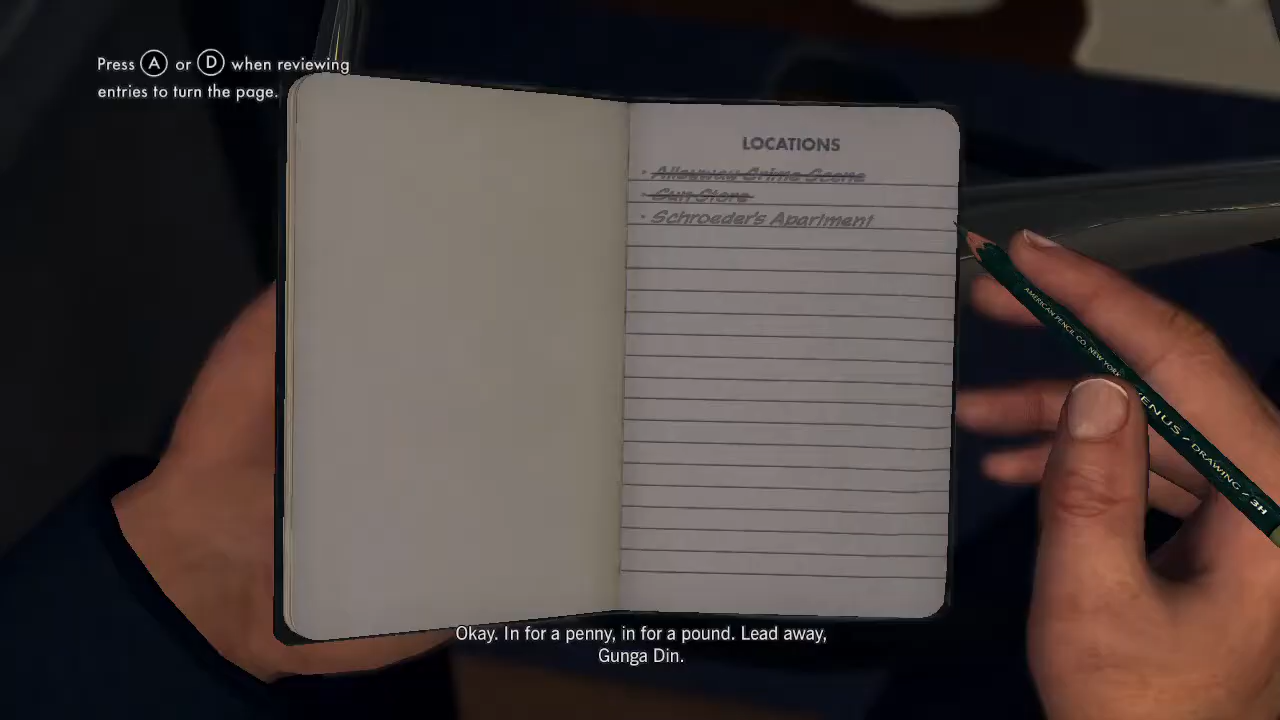 Press A or D when reviewing
entries to turn the page.
LOCATIONS
· Alleyway Crime Scene
· Gun Store
· Schroeder's Apartment
AMERICAN PENCIL CO. NEW YORK
VENUS / DRAWING / 3H
Okay. In for a penny, in for a pound. Lead away,
Gunga Din.